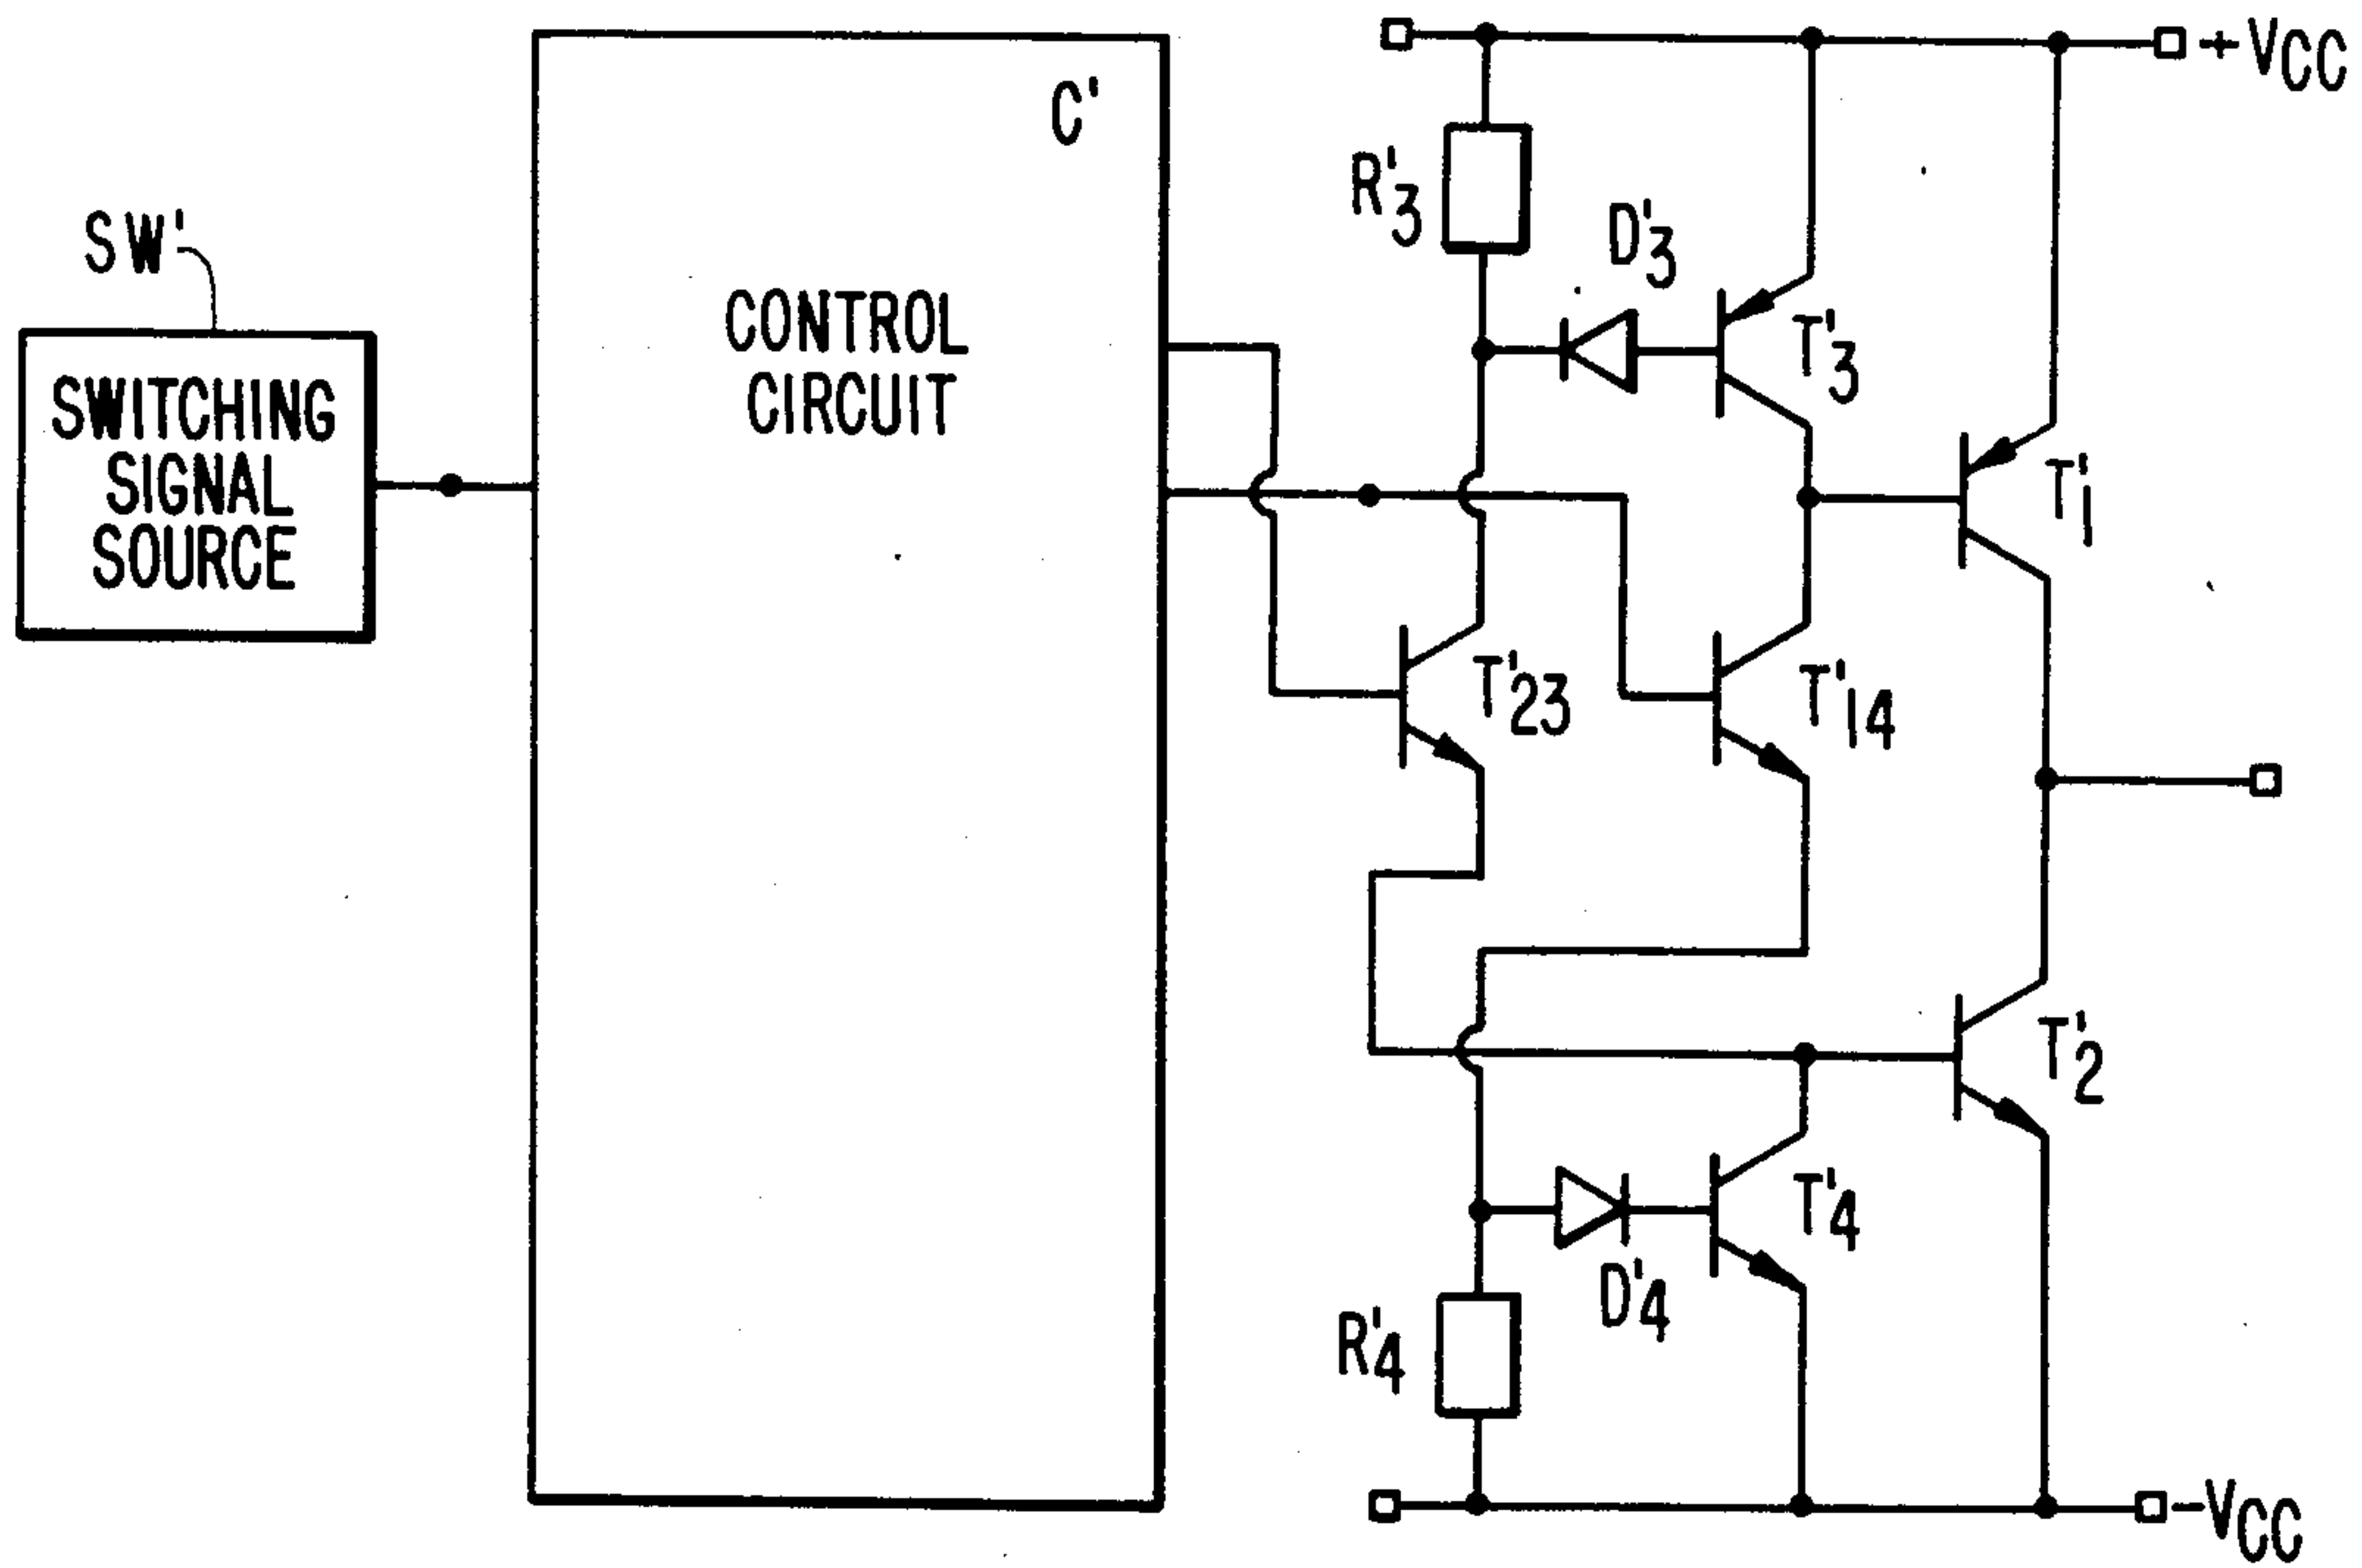 +VCC
C'
R'3
D'3
SW'
T'3
CONTROL
CIRCUIT
SWITCHING
SIGNAL
SOURCE
T'1
T'23
T'14
T'2
T'4
D'4
R'4
-VCC